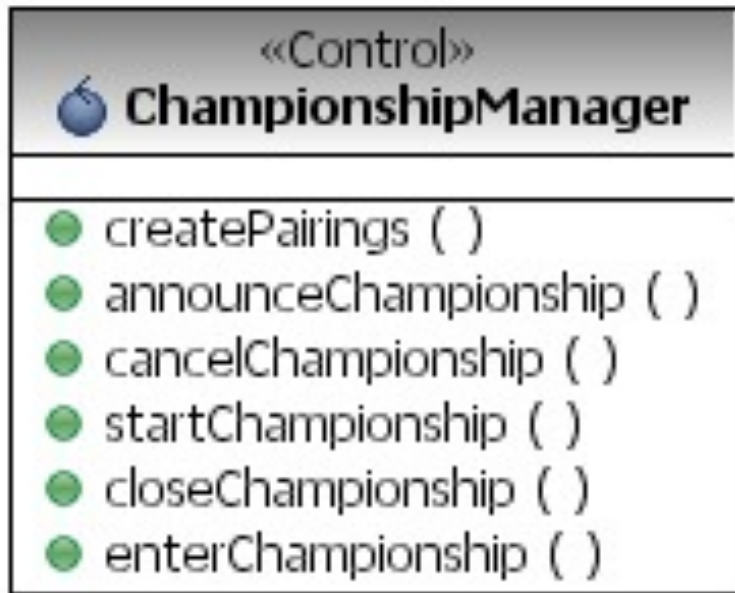 «Control»
ChampionshipManager
createPairings ( )
announceChampionship ( )
cancelChampionship ( )
startChampionship ( )
closeChampionship ( )
enterChampionship ( )